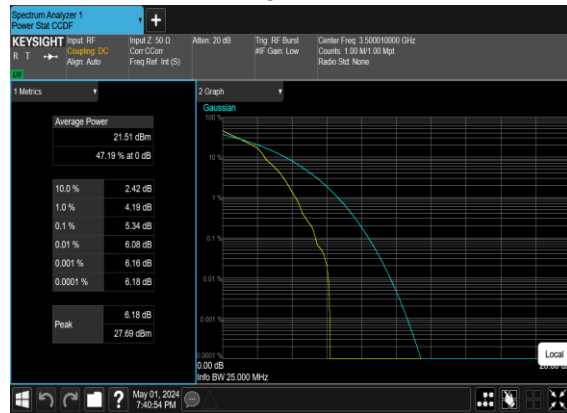 Spectrum Analyzer 1
Power Stat CCDF
KEYSIGHT
R T
LW
Input: RF
Coupling: DC
Align: Auto
Input Z: 50 Ω
Corr CCorr
Freq Ref: Int (S)
Atten: 20 dB
Trig: RF Burst
#IF Gain: Low
Center Freq: 3.500010000 GHz
Counts: 1.00 M/1.00 Mpt
Radio Std: None
1 Metrics
Average Power
21.51 dBm
47.19 % at 0 dB
10.0 % 2.42 dB
1.0 % 4.19 dB
0.1 % 5.34 dB
0.01 % 6.08 dB
0.001 % 6.16 dB
0.0001 % 6.18 dB
Peak
6.18 dB
27.69 dBm
2 Graph
Gaussian
100 %
10 %
1 %
0.1 %
0.01 %
0.001 %
0.0001 %
0.00 dB
Info BW 25.000 MHz
Local
?
May 01, 2024
7:40:54 PM